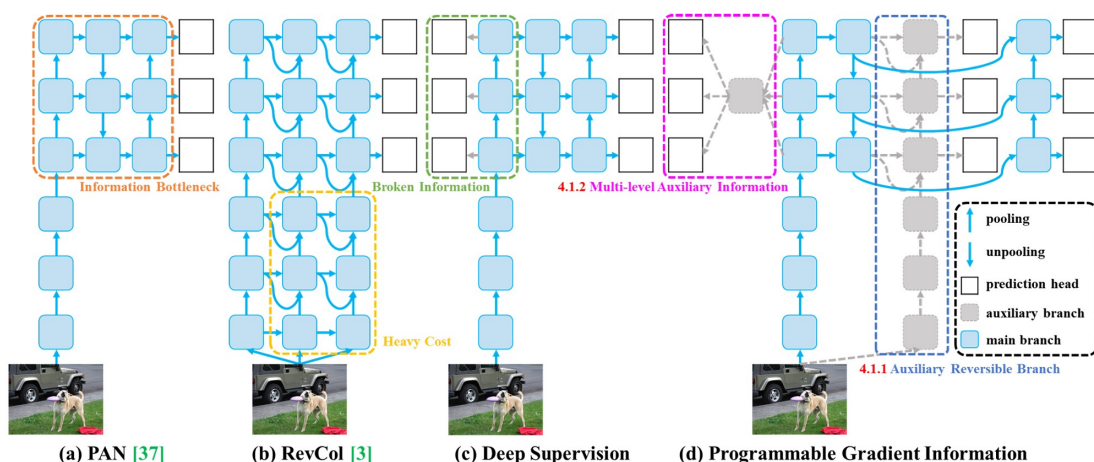 Information Bottleneck
Broken Information
4.1.2 Multi-level Auxiliary Information
pooling
unpooling
prediction head
auxiliary branch
main branch
Heavy Cost
4.1.1 Auxiliary Reversible Branch
(a) PAN [37]
(b) RevCol [3]
(c) Deep Supervision
(d) Programmable Gradient Information